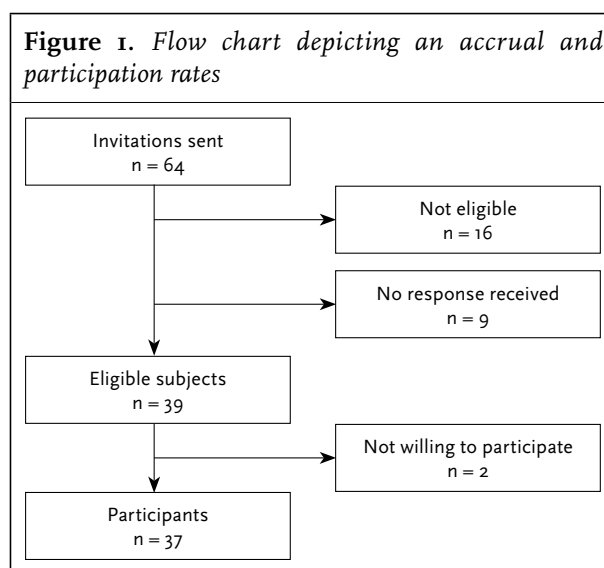 Figure 1. Flow chart depicting an accrual and
participation rates
Invitations sent
n = 64
Not eligible
n = 16
No response received
n = 9
Eligible subjects
n = 39
Not willing to participate
n = 2
Participants
n = 37